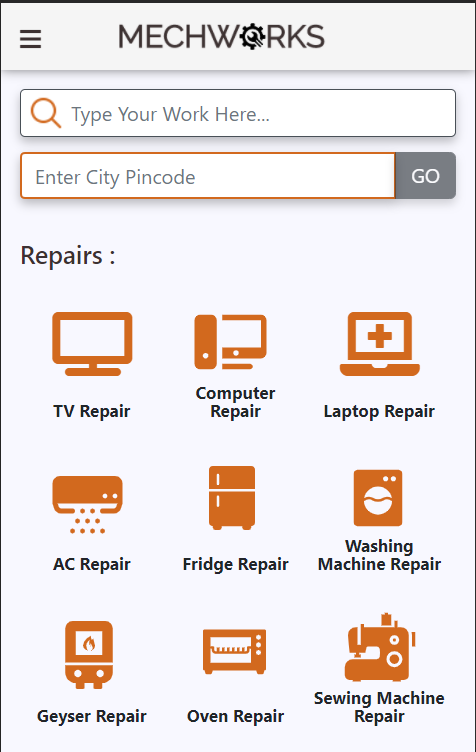 MECHWORKS
Type Your Work Here...
Enter City Pincode
GO
Repairs :
TV Repair
Computer
Repair
Laptop Repair
AC Repair
Fridge Repair
Washing
Machine Repair
Geyser Repair
Oven Repair
Sewing Machine
Repair